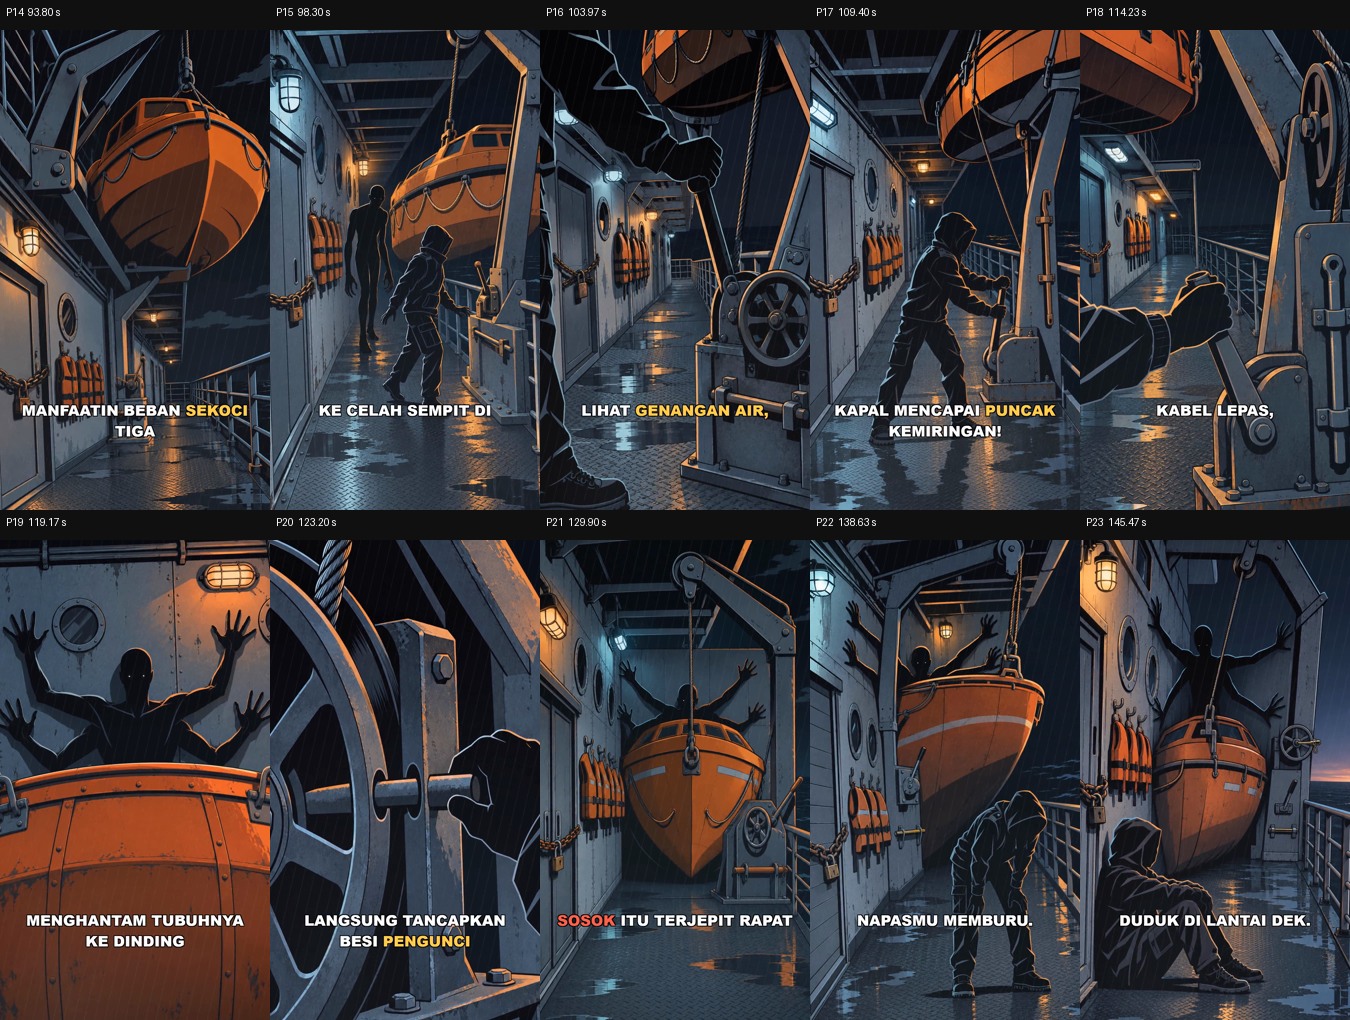 P14 93.80 s
MANFAATIN BEBAN SEKOCI
TIGA
P15 98.30 s
KE CELAH SEMPIT DI
P16 103.97 s
LIHAT GENANGAN AIR,
P17 109.40 s
KAPAL MENCAPAI PUNCAK
KEMIRINGAN!
P18 114.23 s
KABEL LEPAS,
P19 119.17 s
MENGHANTAM TUBUHNYA
KE DINDING
P20 123.20 s
LANGSUNG TANCAPKAN
BESI PENGUNCI
P21 129.90 s
SOSOK ITU TERJEPIT RAPAT
P22 138.63 s
NAPASMU MEMBURU.
P23 145.47 s
DUDUK DI LANTAI DEK.